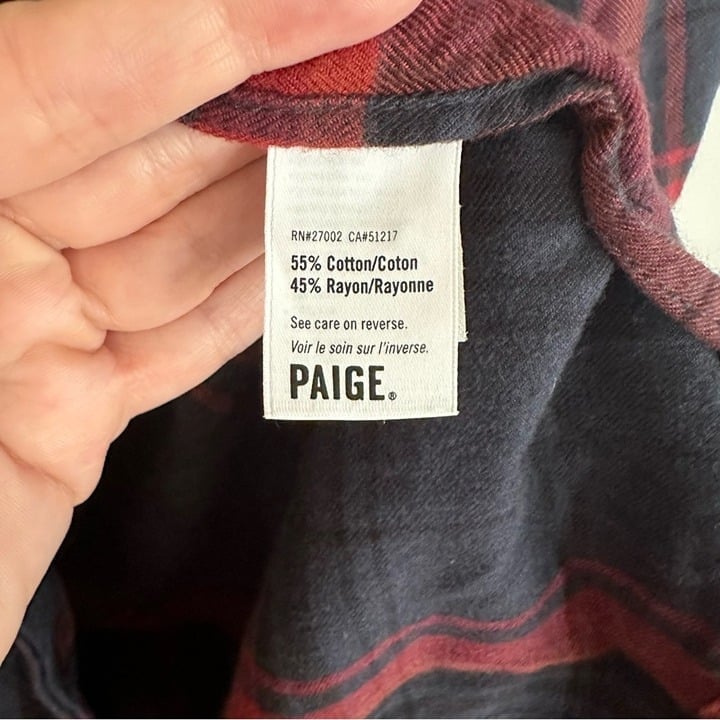 RN#27002 CA#51217
55% Cotton/Coton
45% Rayon/Rayonne
See care on reverse.
Voir le soin sur l'inverse.
PAIGE®